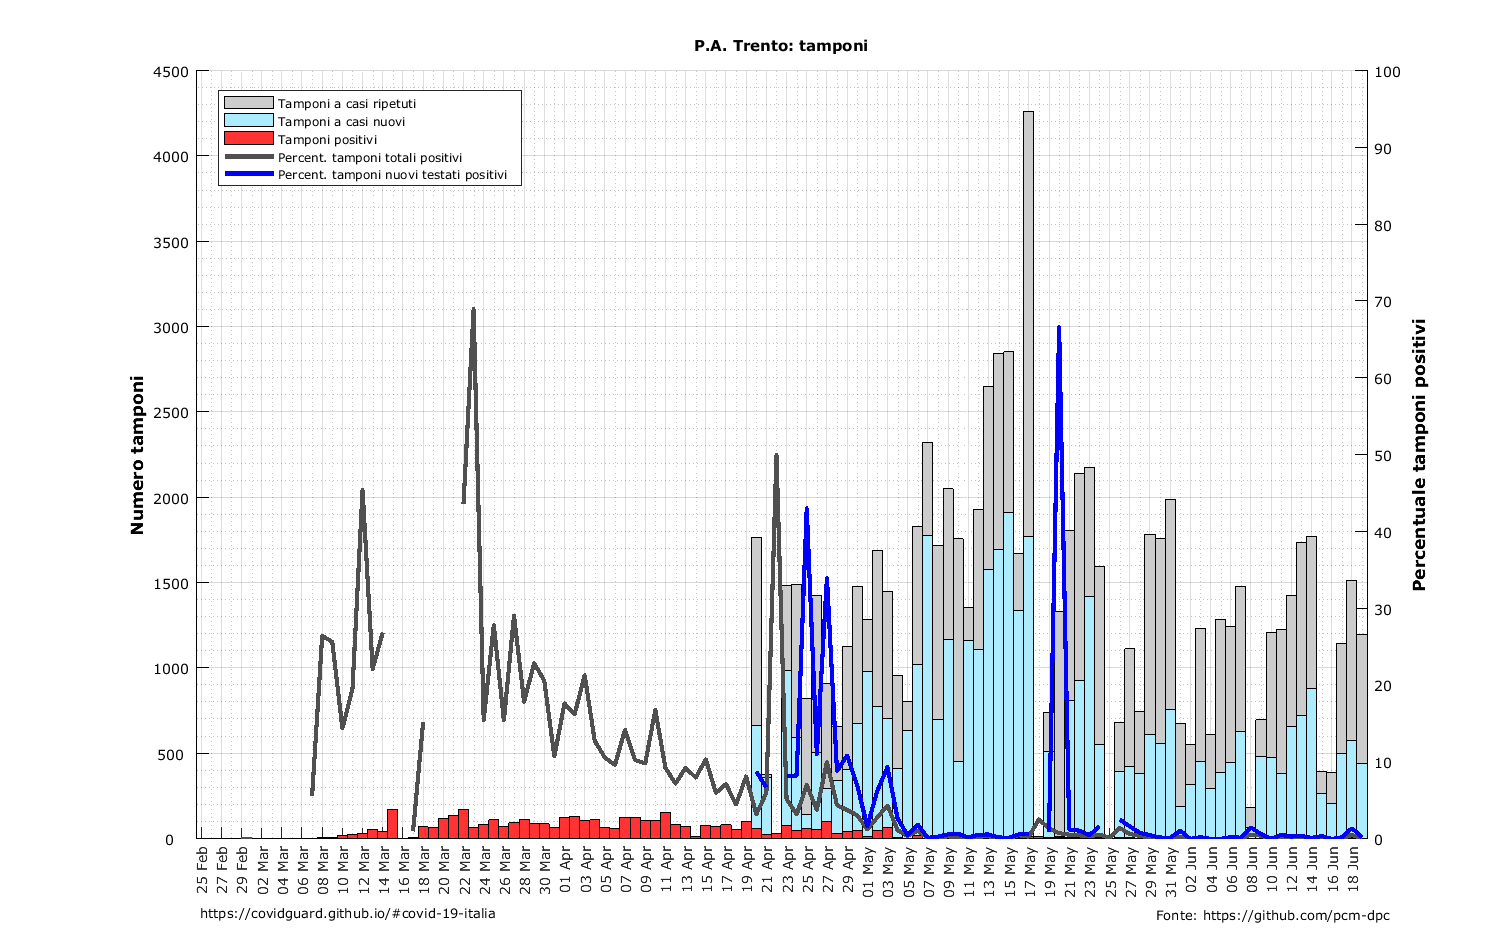 P.A. Trento: tamponi
Tamponi a casi ripetuti
Tamponi a casi nuovi
Tamponi positivi
Percent. tamponi totali positivi
Percent. tamponi nuovi testati positivi
Numero tamponi
4500
4000
3500
3000
2500
2000
1500
1000
500
0
Percentuale tamponi positivi
100
90
80
70
60
50
40
30
20
10
0
25 Feb
27 Feb
29 Feb
02 Mar
04 Mar
06 Mar
08 Mar
10 Mar
12 Mar
14 Mar
16 Mar
18 Mar
20 Mar
22 Mar
24 Mar
26 Mar
28 Mar
30 Mar
01 Apr
03 Apr
05 Apr
07 Apr
09 Apr
11 Apr
13 Apr
15 Apr
17 Apr
19 Apr
21 Apr
23 Apr
25 Apr
27 Apr
29 Apr
01 May
03 May
05 May
07 May
09 May
11 May
13 May
15 May
17 May
19 May
21 May
23 May
25 May
27 May
29 May
31 May
02 Jun
04 Jun
06 Jun
08 Jun
10 Jun
12 Jun
14 Jun
16 Jun
18 Jun
https://covidguard.github.io/#covid-19-italia
Fonte: https://github.com/pcm-dpc